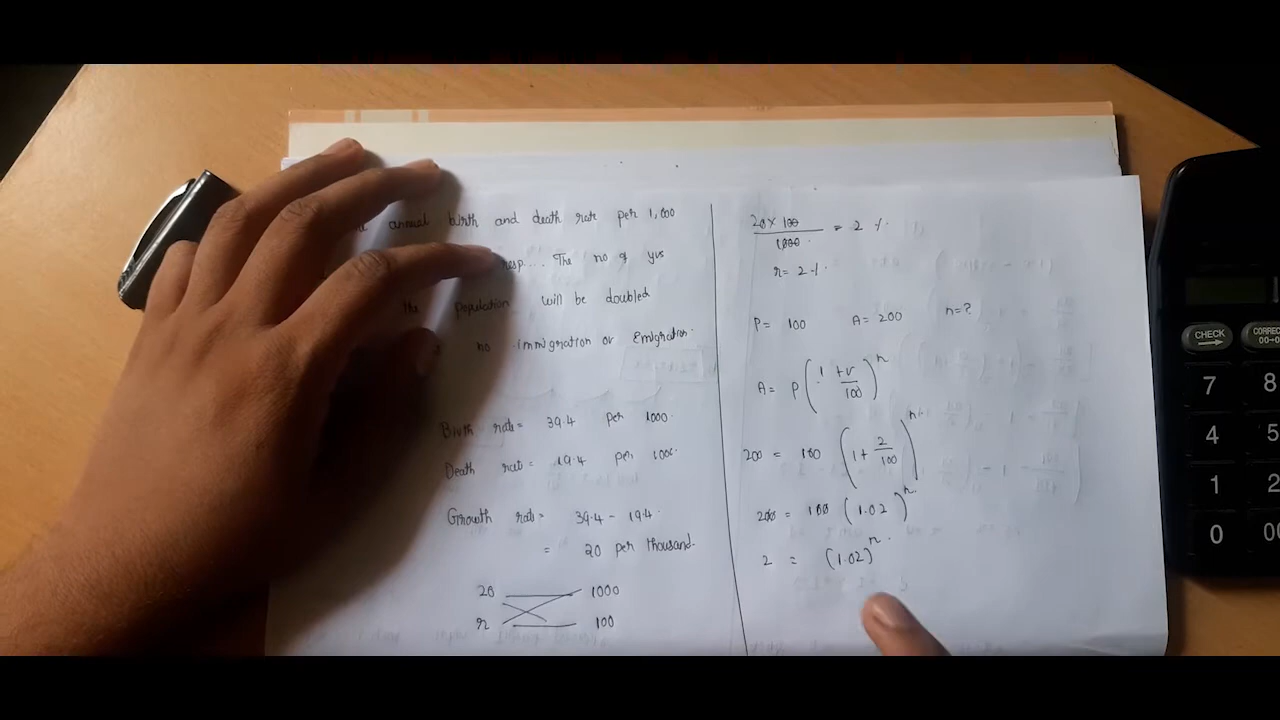 annual birth and death rate per 1,000
resp.... The no of yrs
the population will be doubled
no immigration or Emigration.
Birth rate = 39.4 per 1000.
Death rate = 19.4 per 1000.
Growth rate = 39.4 - 19.4.
= 20 per thousand.
20 1000
r 100
20 × 100
1000 = 2 %.
r = 2 %.
P = 100 A = 200 n = ?
A = P ( 1 + r
100 ) n
200 = 100 ( 1 + 2
100 ) n.
200 = 100 ( 1.02 ) n.
2 = (1.02) n.
CHECK CORRECT
7 8
4 5
1 2
0 00